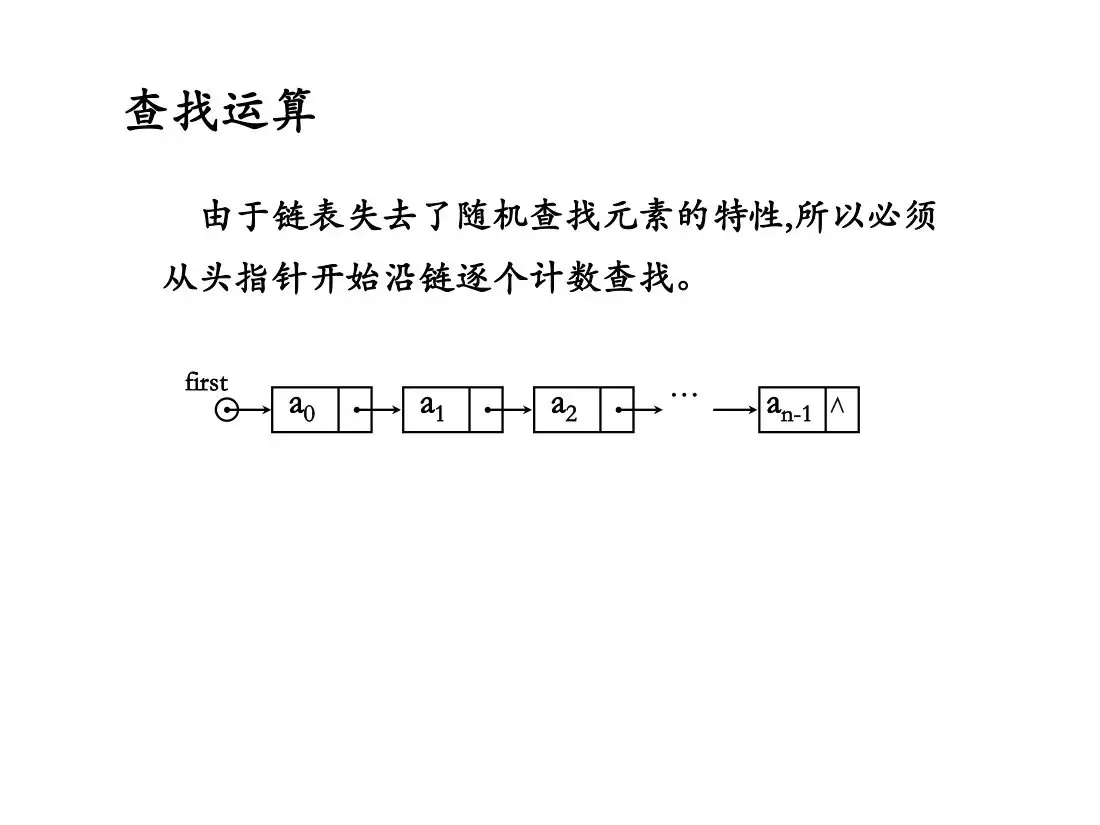 查找运算
由于链表失去了随机查找元素的特性,所以必须
从头指针开始沿链逐个计数查找。
first
a₀ a₁ a₂ … aₙ₋₁ ∧